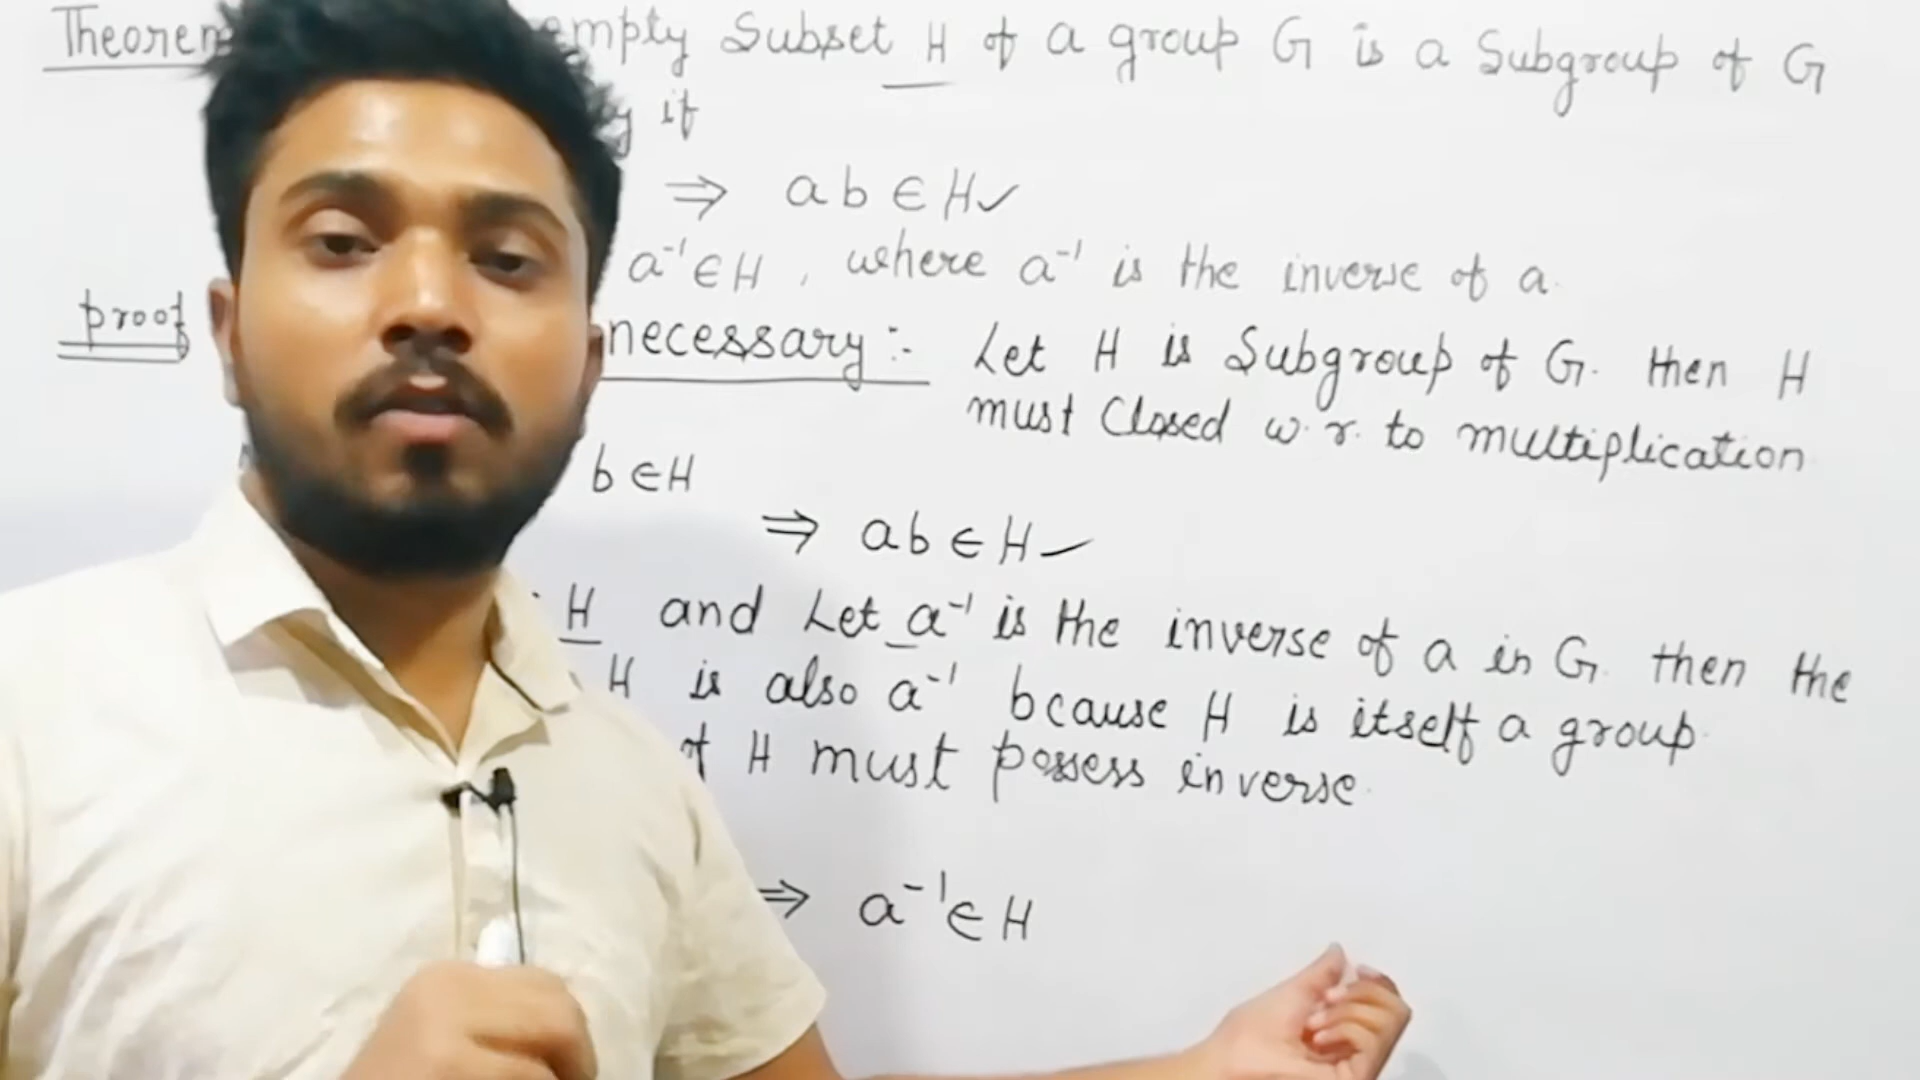 Theorem empty Subset H of a group G is a Subgroup of G
if
⇒ ab ∈ H✓
a⁻¹ ∈ H, where a⁻¹ is the inverse of a.
proof necessary :- Let H is Subgroup of G. then H
must Closed w.r. to multiplication
b ∈ H
⇒ ab ∈ H
H and Let a⁻¹ is the inverse of a in G. then the
H is also a⁻¹ bcause H is itself a group.
of H must possess inverse.
⇒ a⁻¹ ∈ H